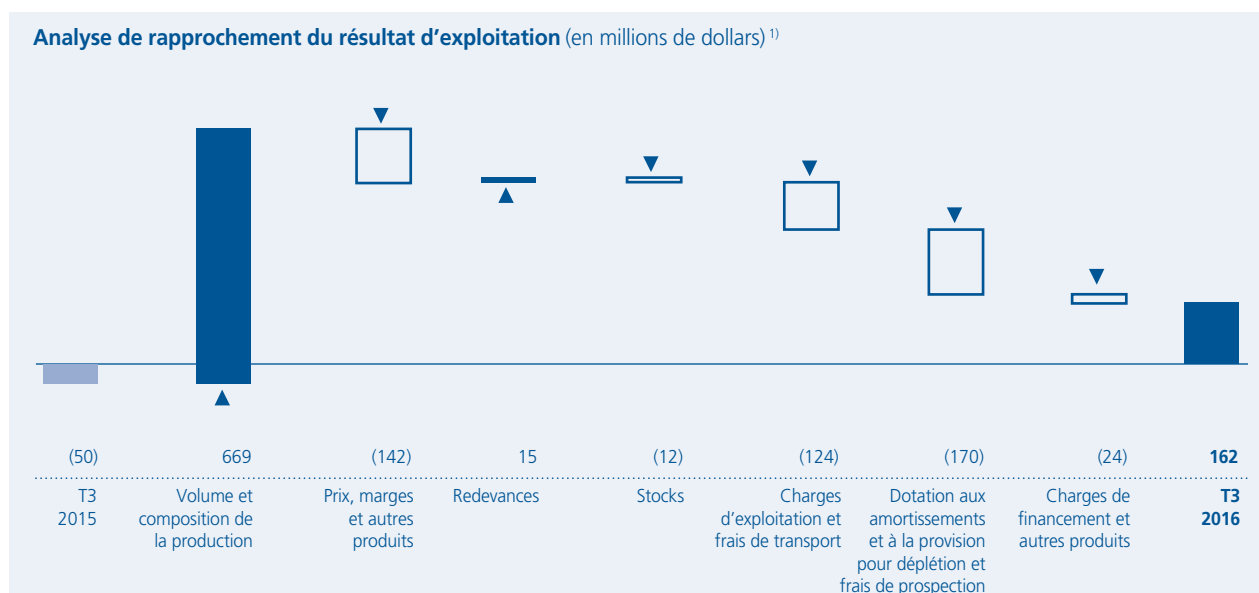 Analyse de rapprochement du résultat d’exploitation (en millions de dollars) 1)
(50) 669 (142) 15 (12) (124) (170) (24) 162
T3
2015
Volume et
composition de
la production
Prix, marges
et autres
produits
Redevances
Stocks
Charges
d’exploitation et
frais de transport
Dotation aux
amortissements
et à la provision
pour déplétion et
frais de prospection
Charges de
financement et
autres produits
T3
2016